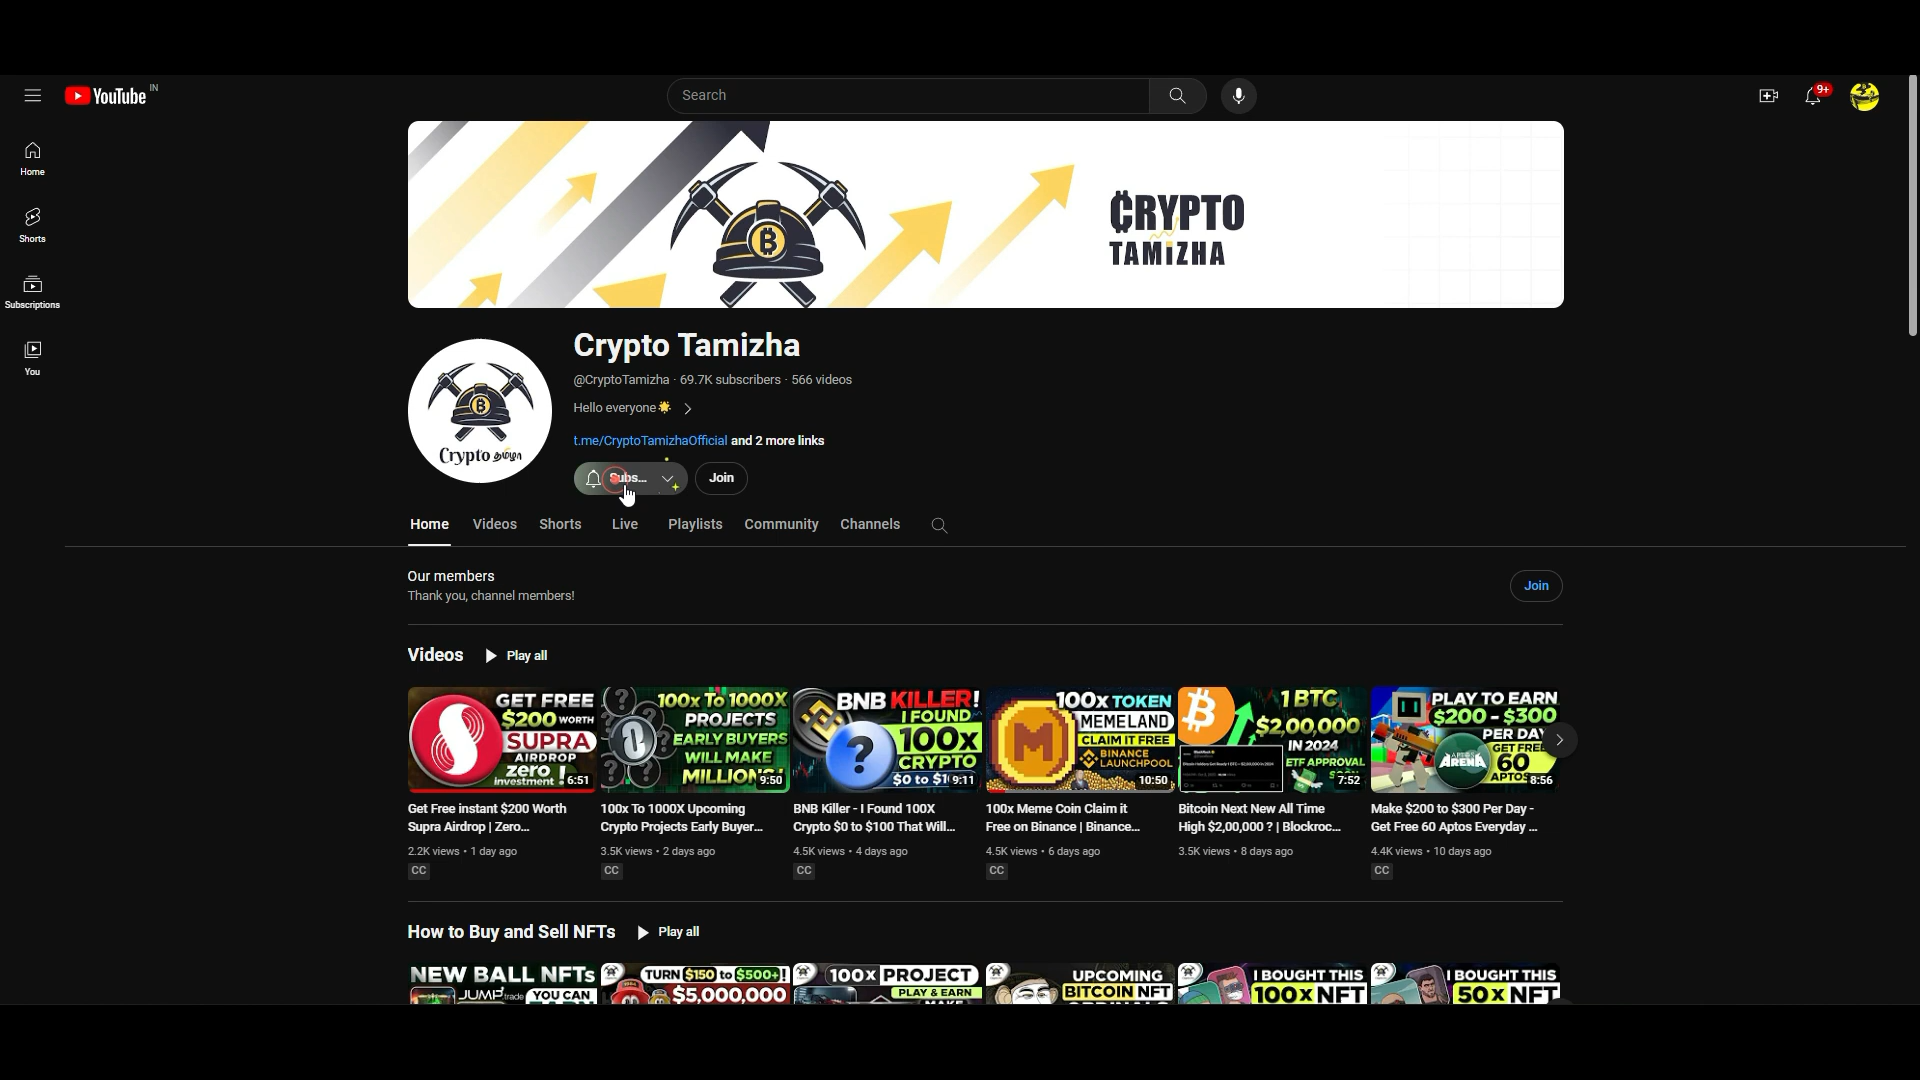 YouTube IN
Search
9+
Home
Shorts
Subscriptions
You
CRYPTO
TAMiZHA
Crypto தமிழா
Crypto Tamizha
@CryptoTamizha · 69.7K subscribers · 566 videos
Hello everyone🌟
t.me/CryptoTamizhaOfficial and 2 more links
Subs...
Join
Home Videos Shorts Live Playlists Community Channels
Our members
Thank you, channel members!
Join
Videos Play all
GET FREE
$200 WORTH
SUPRA
AIRDROP
zero !
investment
6:51
100x To 1000X
PROJECTS
EARLY BUYERS
WILL MAKE
MILLION$!
9:50
BNB KILLER!
I FOUND
100x
CRYPTO
9:11
100x TOKEN
MEMELAND
CLAIM IT FREE
BINANCE
LAUNCHPOOL
10:50
1 BTC
$2,00,000
IN 2024
ETF APPROVAL
7:52
PLAY TO EARN
$200 - $300
PER DAY
GET FREE
60
APTOS
ARENA
8:56
Get Free instant $200 Worth
Supra Airdrop | Zero...
2.2K views • 1 day ago
CC
100x To 1000X Upcoming
Crypto Projects Early Buyer...
3.5K views • 2 days ago
CC
BNB Killer - I Found 100X
Crypto $0 to $100 That Will...
4.5K views • 4 days ago
CC
100x Meme Coin Claim it
Free on Binance | Binance...
4.5K views • 6 days ago
CC
Bitcoin Next New All Time
High $2,00,000 ? | Blockroc...
3.5K views • 8 days ago
Make $200 to $300 Per Day -
Get Free 60 Aptos Everyday ...
4.4K views • 10 days ago
CC
How to Buy and Sell NFTs Play all
NEW BALL NFTs
JUMP.trade YOU CAN
TURN $150 to $500+!
$5,000,000
100x PROJECT
PLAY & EARN
UPCOMING
BITCOIN NFT
I BOUGHT THIS
100x NFT
I BOUGHT THIS
50x NFT